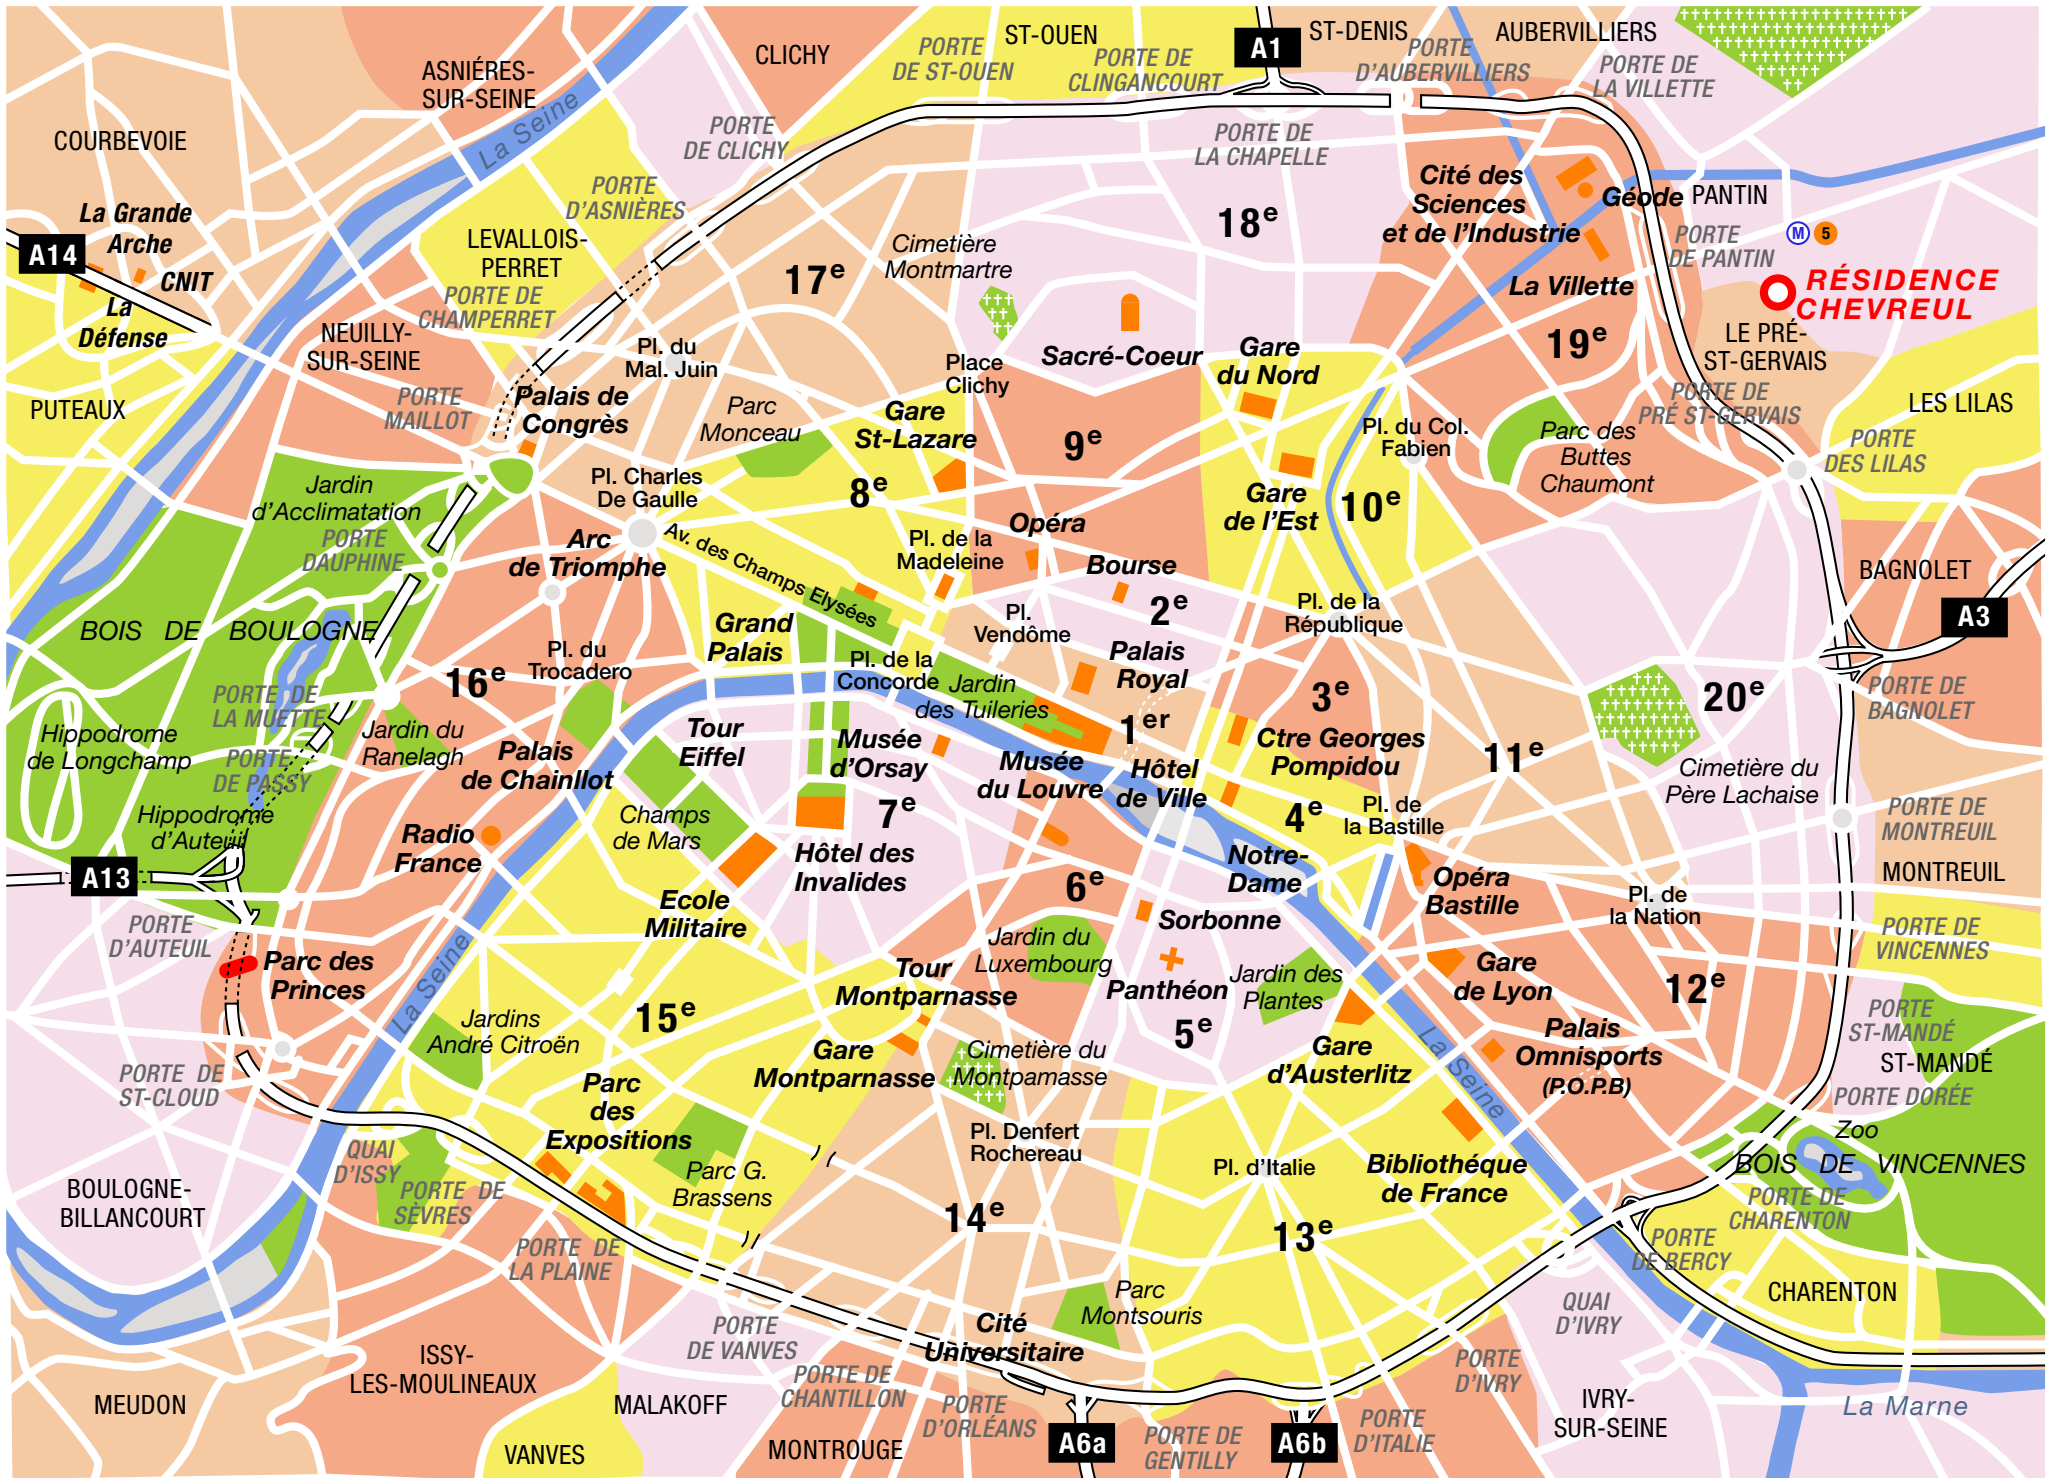 ST-OUEN
ST-DENIS
AUBERVILLIERS
CLICHY
A1
PORTE
DE ST-OUEN
PORTE DE
CLINGANCOURT
PORTE
D'AUBERVILLIERS
PORTE DE
LA VILLETTE
ASNIÉRES-
SUR-SEINE
La Seine
COURBEVOIE
PORTE
DE CLICHY
PORTE DE
LA CHAPELLE
PORTE
D'ASNIÈRES
Cité des
Sciences
et de l'Industrie
Géode
PANTIN
La Grande
Arche
A14
CNIT
La
Défense
LEVALLOIS-
PERRET
PORTE DE
CHAMPERRET
17e
Cimetière
Montmartre
18e
PORTE
DE PANTIN
M 5
RÉSIDENCE
CHEVREUL
La Villette
19e
LE PRÉ-
ST-GERVAIS
NEUILLY-
SUR-SEINE
Pl. du
Mal. Juin
Place
Clichy
Sacré-Coeur
Gare
du Nord
PUTEAUX
PORTE
MAILLOT
Palais de
Congrès
Parc
Monceau
Gare
St-Lazare
9e
Pl. du Col.
Fabien
Parc des
Buttes
Chaumont
PORTE DE
PRÉ ST-GERVAIS
LES LILAS
PORTE
DES LILAS
Jardin
d'Acclimatation
Pl. Charles
De Gaulle
8e
Gare
de l'Est
10e
PORTE
DAUPHINE
Arc
de Triomphe
Av. des Champs Elysées
Pl. de la
Madeleine
Opéra
Bourse
2e
BAGNOLET
A3
BOIS DE BOULOGNE
Grand
Palais
Pl.
Vendôme
Palais
Royal
Pl. de la
République
16e
Pl. du
Trocadero
Pl. de la
Concorde
Jardin
des Tuileries
3e
20e
PORTE DE
BAGNOLET
PORTE DE
LA MUETTE
Hippodrome
de Longchamp
Jardin du
Ranelagh
Palais
de Chainllot
Tour
Eiffel
Musée
d'Orsay
1er
Musée
du Louvre
Hôtel
de Ville
Ctre Georges
Pompidou
11e
PORTE
DE PASSY
Cimetière du
Père Lachaise
Hippodrome
d'Auteuil
Radio
France
Champs
de Mars
7e
4e
Pl. de
la Bastille
PORTE DE
MONTREUIL
A13
Hôtel des
Invalides
Notre-
Dame
Opéra
Bastille
MONTREUIL
PORTE
D'AUTEUIL
Ecole
Militaire
6e
Sorbonne
Pl. de
la Nation
PORTE DE
VINCENNES
Parc des
Princes
La Seine
Jardin du
Luxembourg
Tour
Montparnasse
Panthéon
Jardin des
Plantes
Gare
de Lyon
12e
15e
Jardins
André Citroën
5e
Palais
Omnisports
(P.O.P.B)
PORTE
ST-MANDÉ
ST-MANDÉ
PORTE DE
ST-CLOUD
Gare
Montparnasse
Cimetière du
Montpamasse
Gare
d'Austerlitz
La Seine
PORTE DORÉE
Parc
des
Expositions
Zoo
BOIS DE VINCENNES
QUAI
D'ISSY
PORTE DE
SÈVRES
Parc G.
Brassens
Pl. Denfert
Rochereau
Pl. d'Italie
Bibliothéque
de France
PORTE DE
CHARENTON
BOULOGNE-
BILLANCOURT
14e
13e
PORTE
DE BERCY
PORTE DE
LA PLAINE
CHARENTON
Parc
Montsouris
QUAI
D'IVRY
Cité
Universitaire
PORTE
DE VANVES
PORTE DE
CHANTILLON
PORTE
D'ORLÉANS
PORTE
D'IVRY
ISSY-
LES-MOULINEAUX
MEUDON
MALAKOFF
IVRY-
SUR-SEINE
La Marne
VANVES
MONTROUGE
A6a
PORTE DE
GENTILLY
A6b
PORTE
D'ITALIE